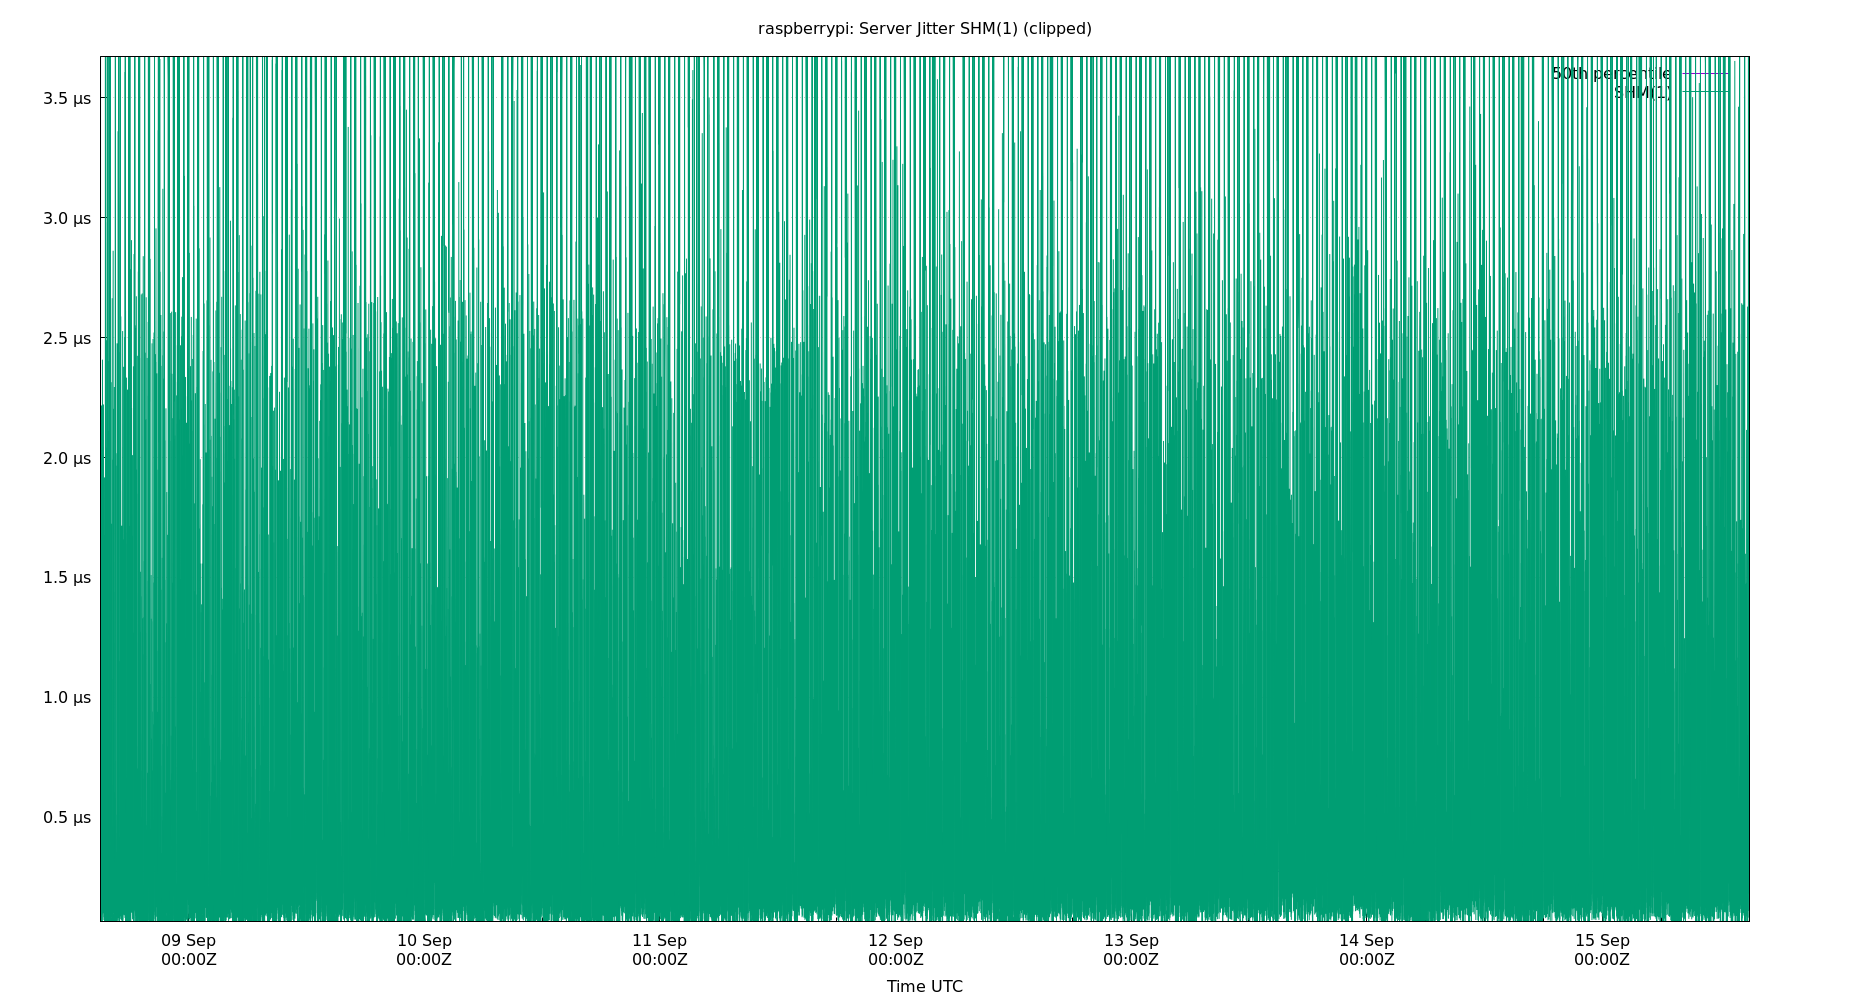 raspberrypi: Server Jitter SHM(1) (clipped)
50th percentile
SHM(1)
3.5 µs
3.0 µs
2.5 µs
2.0 µs
1.5 µs
1.0 µs
0.5 µs
09 Sep 10 Sep 11 Sep 12 Sep 13 Sep 14 Sep 15 Sep
00:00Z 00:00Z 00:00Z 00:00Z 00:00Z 00:00Z 00:00Z
Time UTC